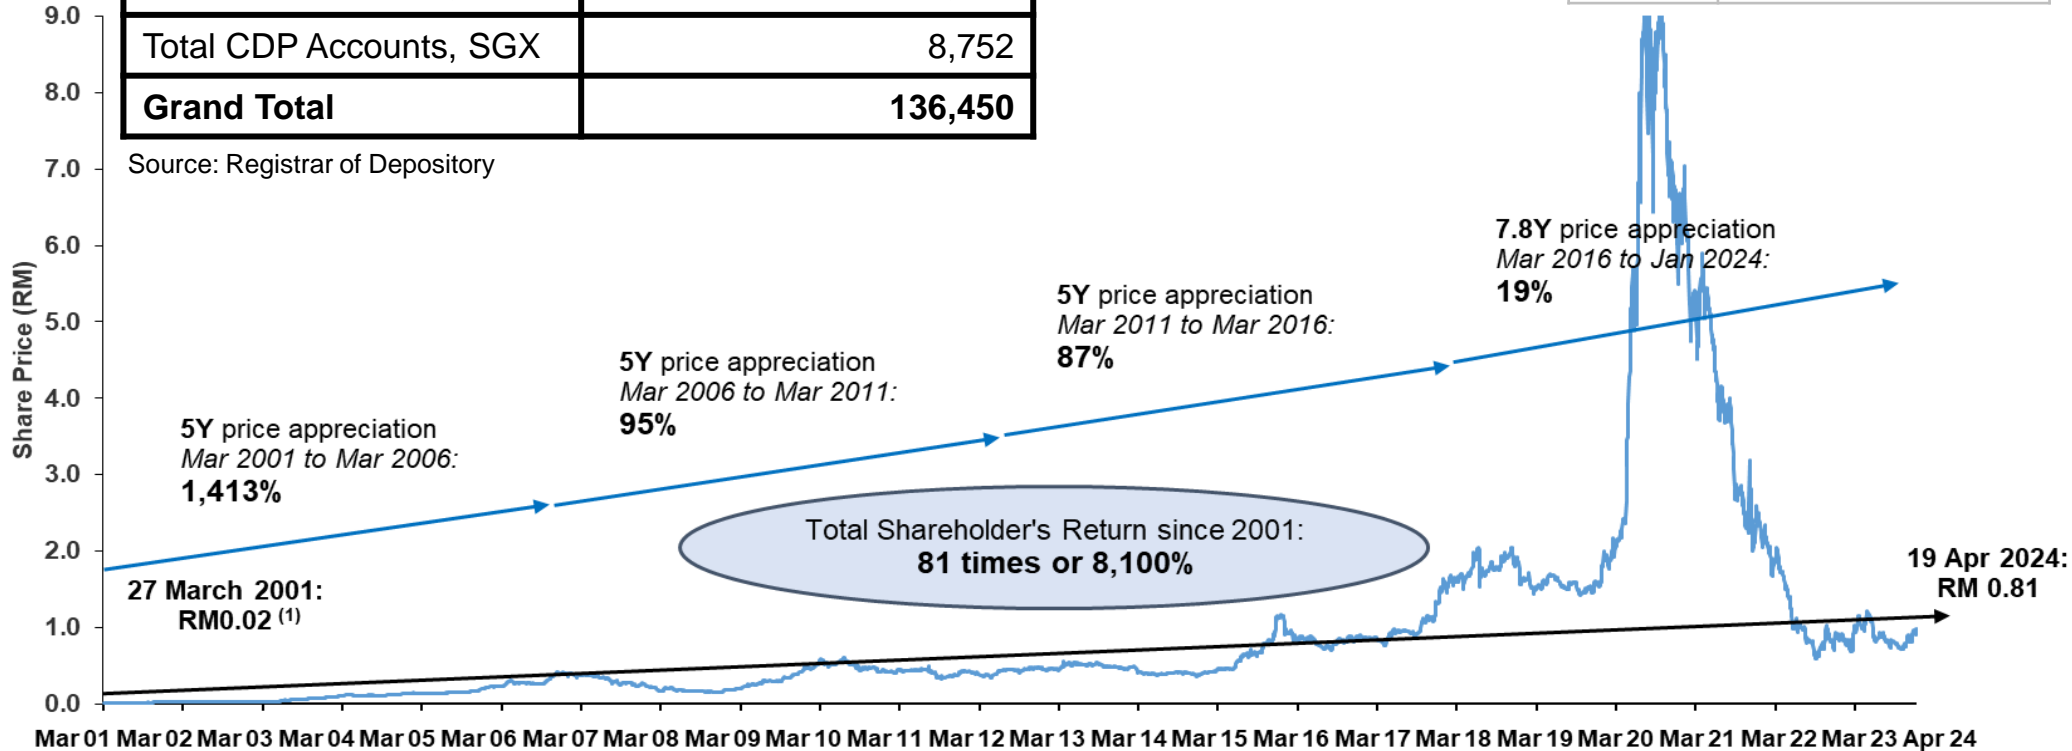 Total CDP Accounts, SGX 8,752
Grand Total 136,450
Source: Registrar of Depository
Share Price (RM)
9.0
8.0
7.0
6.0
5.0
4.0
3.0
2.0
1.0
0.0
7.8Y price appreciation
Mar 2016 to Jan 2024:
19%
5Y price appreciation
Mar 2011 to Mar 2016:
87%
5Y price appreciation
Mar 2006 to Mar 2011:
95%
5Y price appreciation
Mar 2001 to Mar 2006:
1,413%
Total Shareholder's Return since 2001:
81 times or 8,100%
27 March 2001:
RM0.02 (1)
19 Apr 2024:
RM 0.81
Mar 01 Mar 02 Mar 03 Mar 04 Mar 05 Mar 06 Mar 07 Mar 08 Mar 09 Mar 10 Mar 11 Mar 12 Mar 13 Mar 14 Mar 15 Mar 16 Mar 17 Mar 18 Mar 19 Mar 20 Mar 21 Mar 22 Mar 23 Apr 24